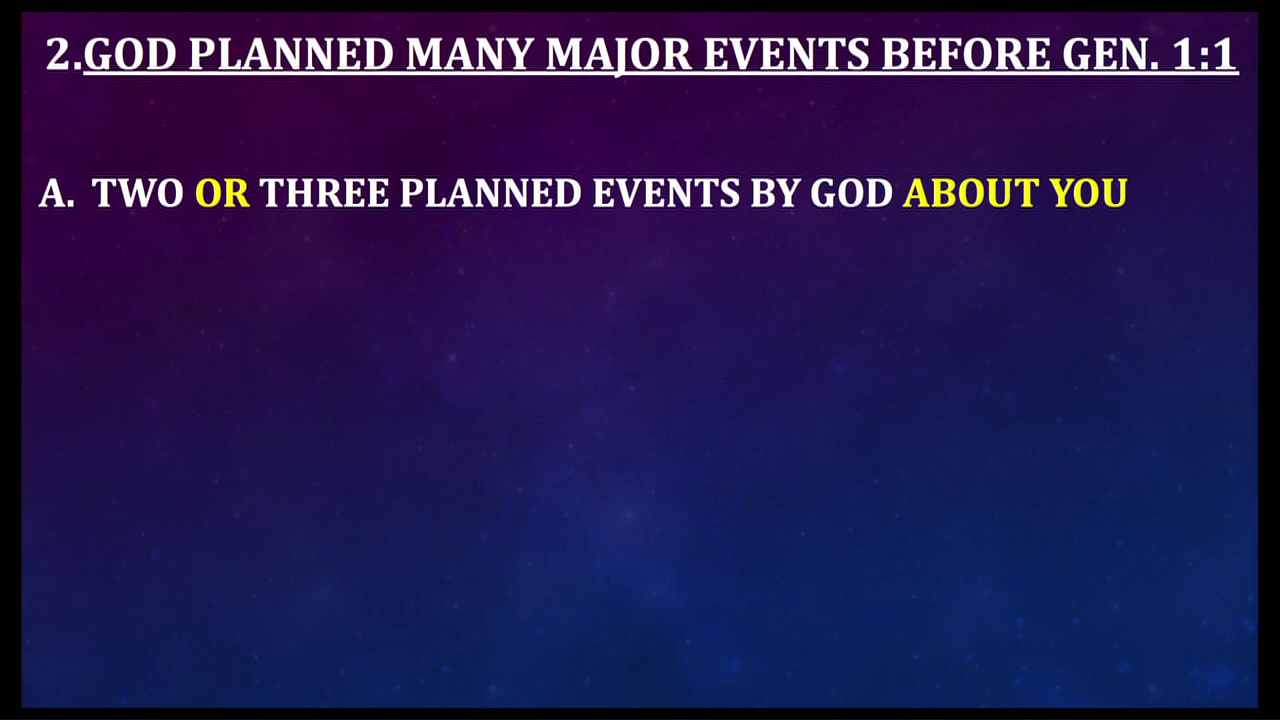 2.GOD PLANNED MANY MAJOR EVENTS BEFORE GEN. 1:1
A. TWO OR THREE PLANNED EVENTS BY GOD ABOUT YOU